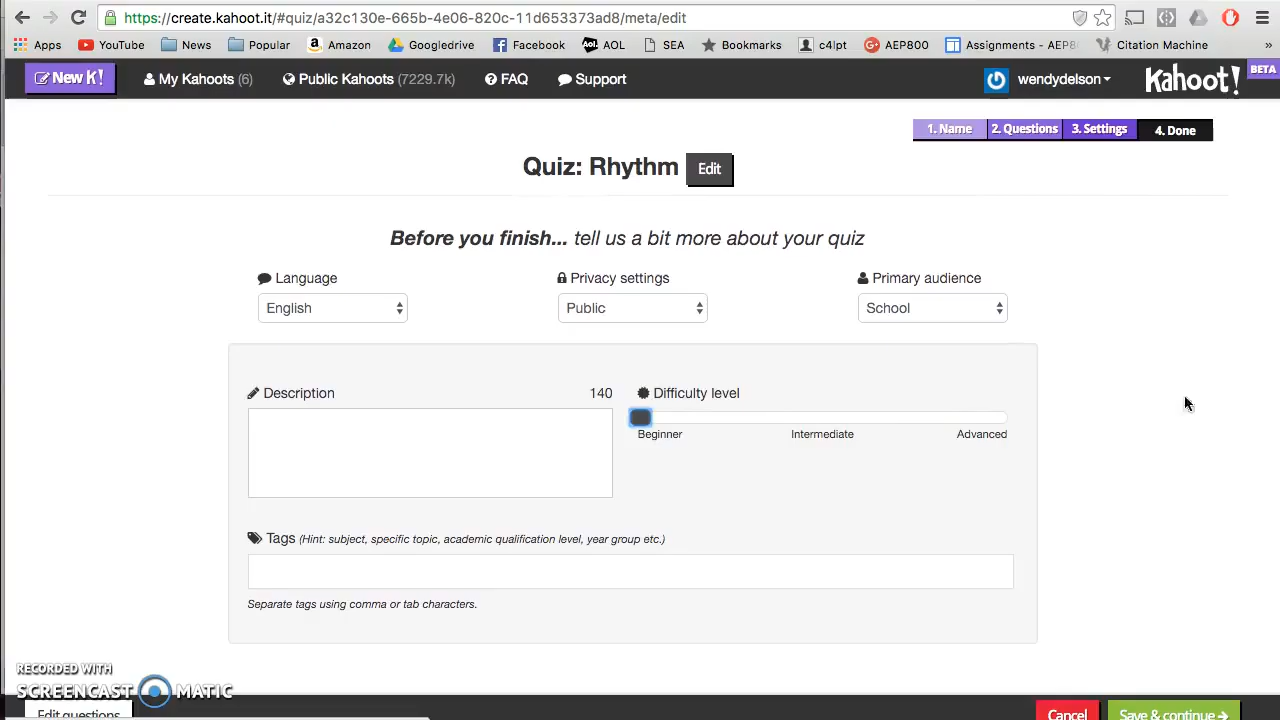 https://create.kahoot.it/#quiz/a32c130e-665b-4e06-820c-11d653373ad8/meta/edit
Apps YouTube News Popular Amazon Googledrive Facebook AOL SEA Bookmarks c4lpt AEP800 Assignments - AEP8 Citation Machine »
New K! My Kahoots (6) Public Kahoots (7229.7k) FAQ Support wendydelson Kahoot! BETA
1. Name 2. Questions 3. Settings 4. Done
Quiz: Rhythm Edit
Before you finish... tell us a bit more about your quiz
Language Privacy settings Primary audience
English Public School
Description 140 Difficulty level
Beginner Intermediate Advanced
Tags (Hint: subject, specific topic, academic qualification level, year group etc.)
Separate tags using comma or tab characters.
RECORDED WITH
SCREENCAST MATIC
Edit questions Cancel Save & continue